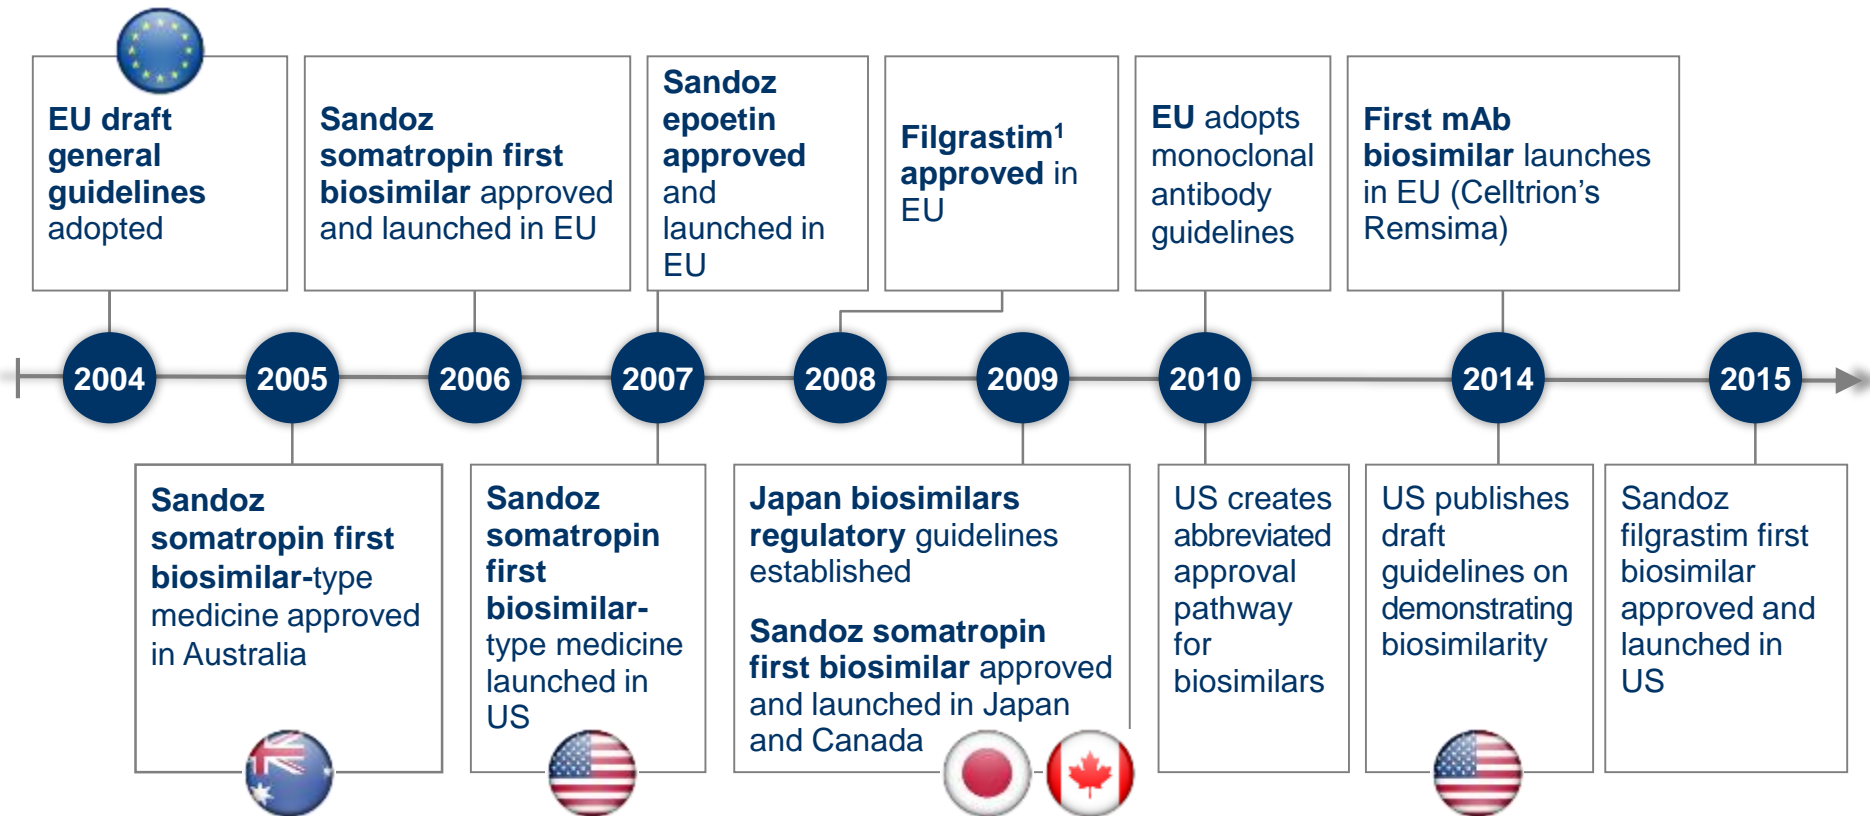 EU draft
general
guidelines
adopted
Sandoz
somatropin first
biosimilar approved
and launched in EU
Sandoz
epoetin
approved
and
launched in
EU
Filgrastim¹
approved in
EU
EU adopts
monoclonal
antibody
guidelines
First mAb
biosimilar launches
in EU (Celltrion's
Remsima)
2004
2005
2006
2007
2008
2009
2010
2014
2015
Sandoz
somatropin first
biosimilar-type
medicine approved
in Australia
Sandoz
somatropin
first
biosimilar-
type medicine
launched in
US
Japan biosimilars
regulatory guidelines
established
Sandoz somatropin
first biosimilar approved
and launched in Japan
and Canada
US creates
abbreviated
approval
pathway
for
biosimilars
US publishes
draft
guidelines on
demonstrating
biosimilarity
Sandoz
filgrastim first
biosimilar
approved and
launched in
US